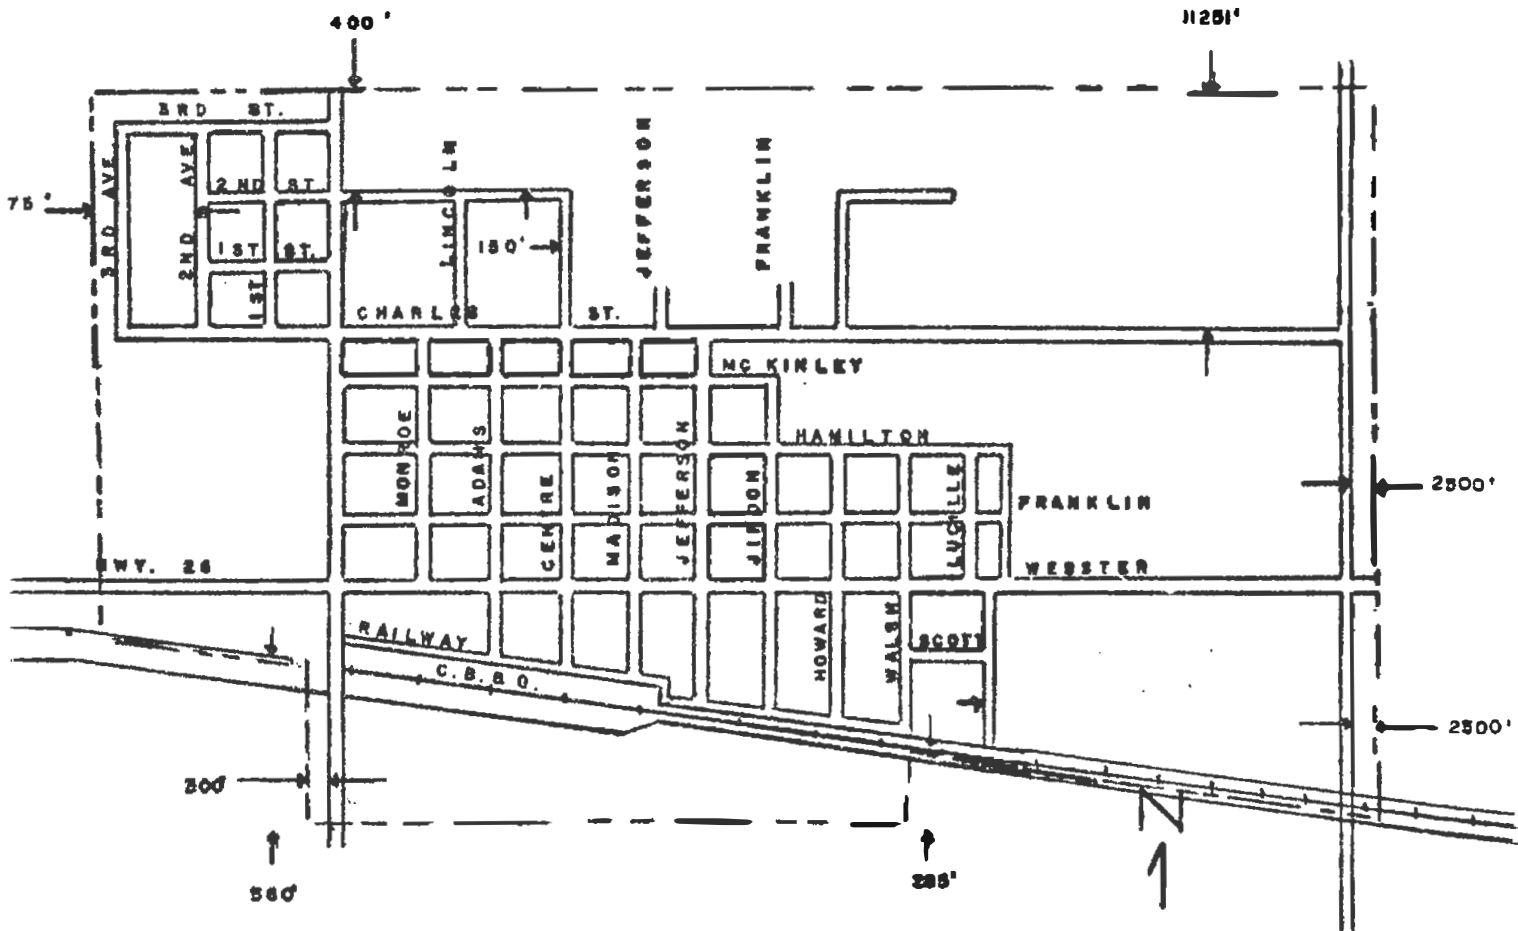 400'
11251'
3RD ST.
3RD AVE
2ND AVE
2ND ST.
1ST ST.
1ST
75'
LINCOLN
150'
JEFFERSON
FRANKLIN
CHARLES ST.
MC KINLEY
HAMILTON
MONROE
ADAMS
CENTRE
MADISON
JEFFERSON
LUCILLE
FRANKLIN
2500'
HWY. 26
WEBSTER
RAILWAY
C.B.&Q.
HOWARD
WALSH
SCOTT
2500'
300'
N
285'